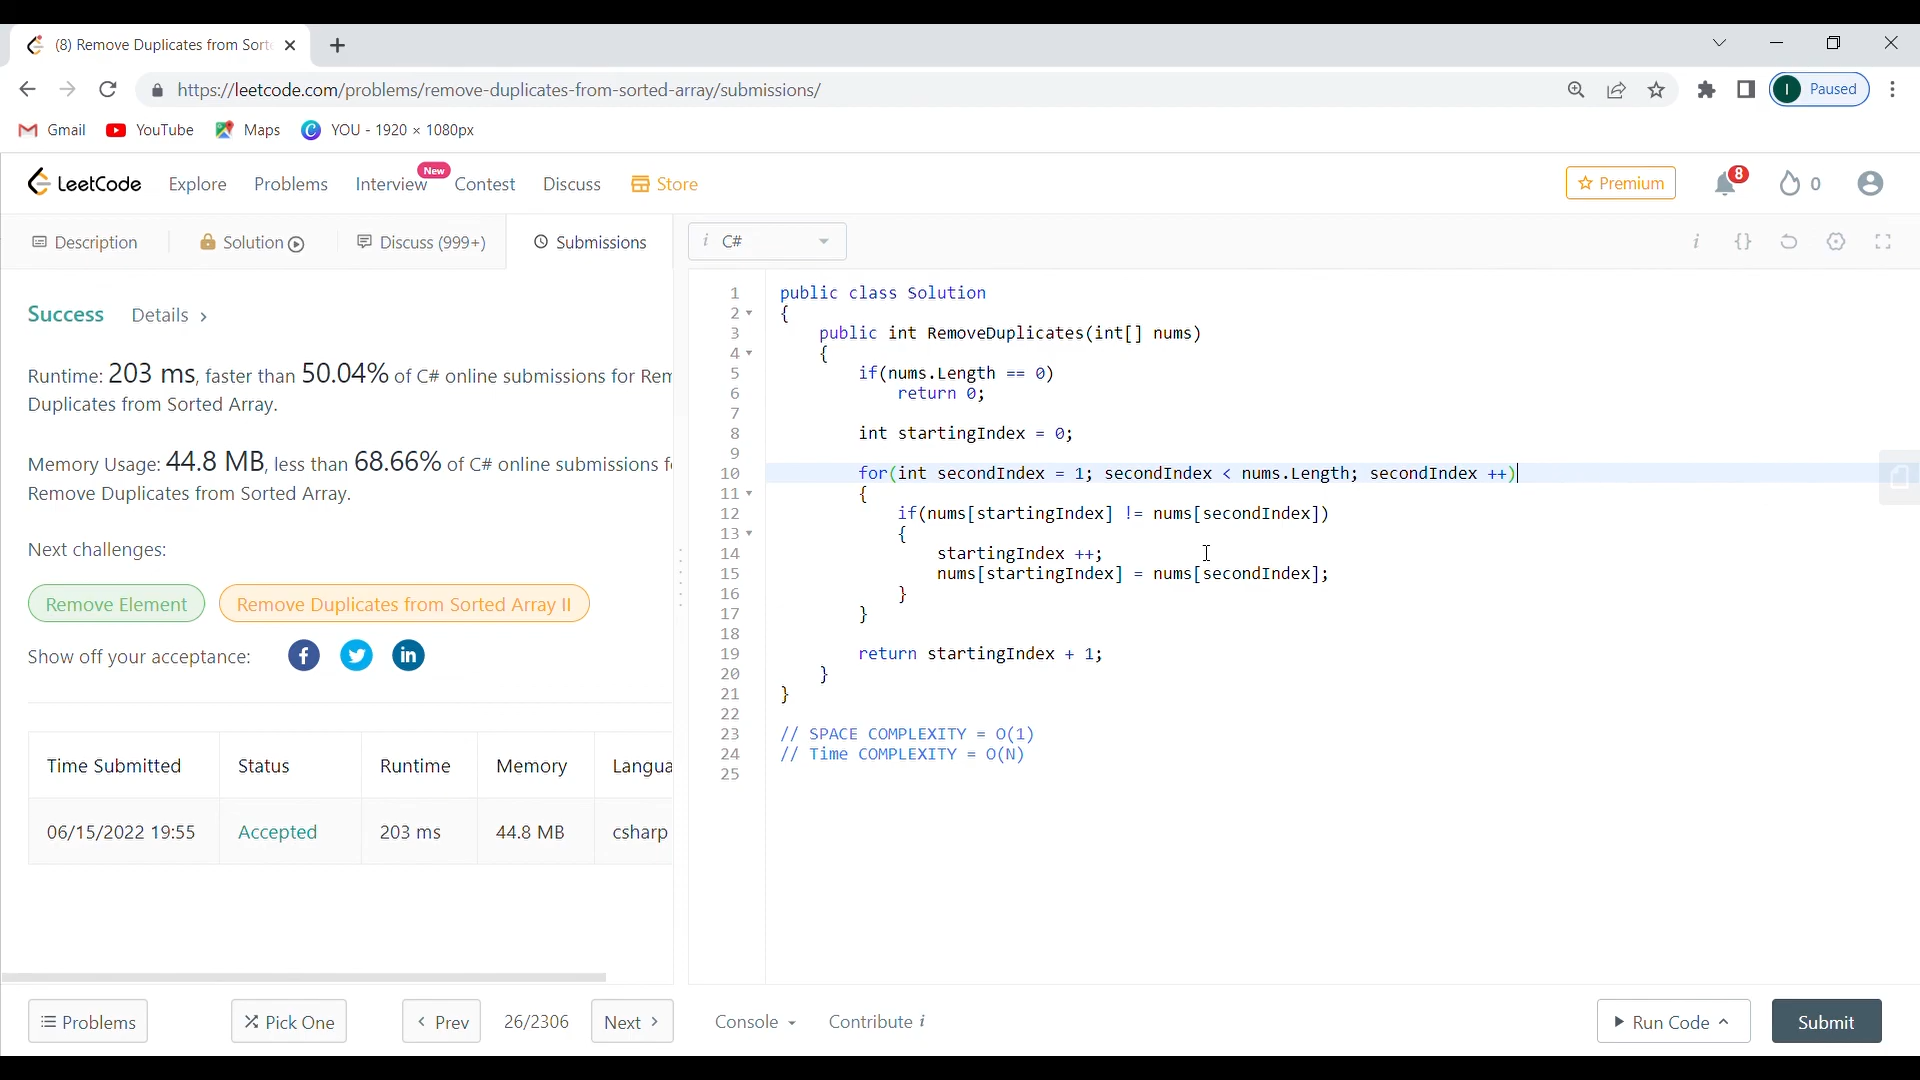 (8) Remove Duplicates from Sort
https://leetcode.com/problems/remove-duplicates-from-sorted-array/submissions/
I Paused
Gmail YouTube Maps YOU - 1920 × 1080px
LeetCode Explore Problems Interview New Contest Discuss Store Premium 8 0
Description Solution Discuss (999+) Submissions
i C#
i {}
Success Details >
Runtime: 203 ms, faster than 50.04% of C# online submissions for Rem
Duplicates from Sorted Array.
Memory Usage: 44.8 MB, less than 68.66% of C# online submissions f
Remove Duplicates from Sorted Array.
Next challenges:
Remove Element Remove Duplicates from Sorted Array II
Show off your acceptance: f in
Time Submitted Status Runtime Memory Langua
06/15/2022 19:55 Accepted 203 ms 44.8 MB csharp
1 public class Solution
2 {
3 public int RemoveDuplicates(int[] nums)
4 {
5 if(nums.Length == 0)
6 return 0;
7
8 int startingIndex = 0;
9
10 for(int secondIndex = 1; secondIndex < nums.Length; secondIndex ++)
11 {
12 if(nums[startingIndex] != nums[secondIndex])
13 {
14 startingIndex ++;
15 nums[startingIndex] = nums[secondIndex];
16 }
17 }
18
19 return startingIndex + 1;
20 }
21 }
22
23 // SPACE COMPLEXITY = O(1)
24 // Time COMPLEXITY = O(N)
25
Problems Pick One < Prev 26/2306 Next > Console Contribute i Run Code Submit